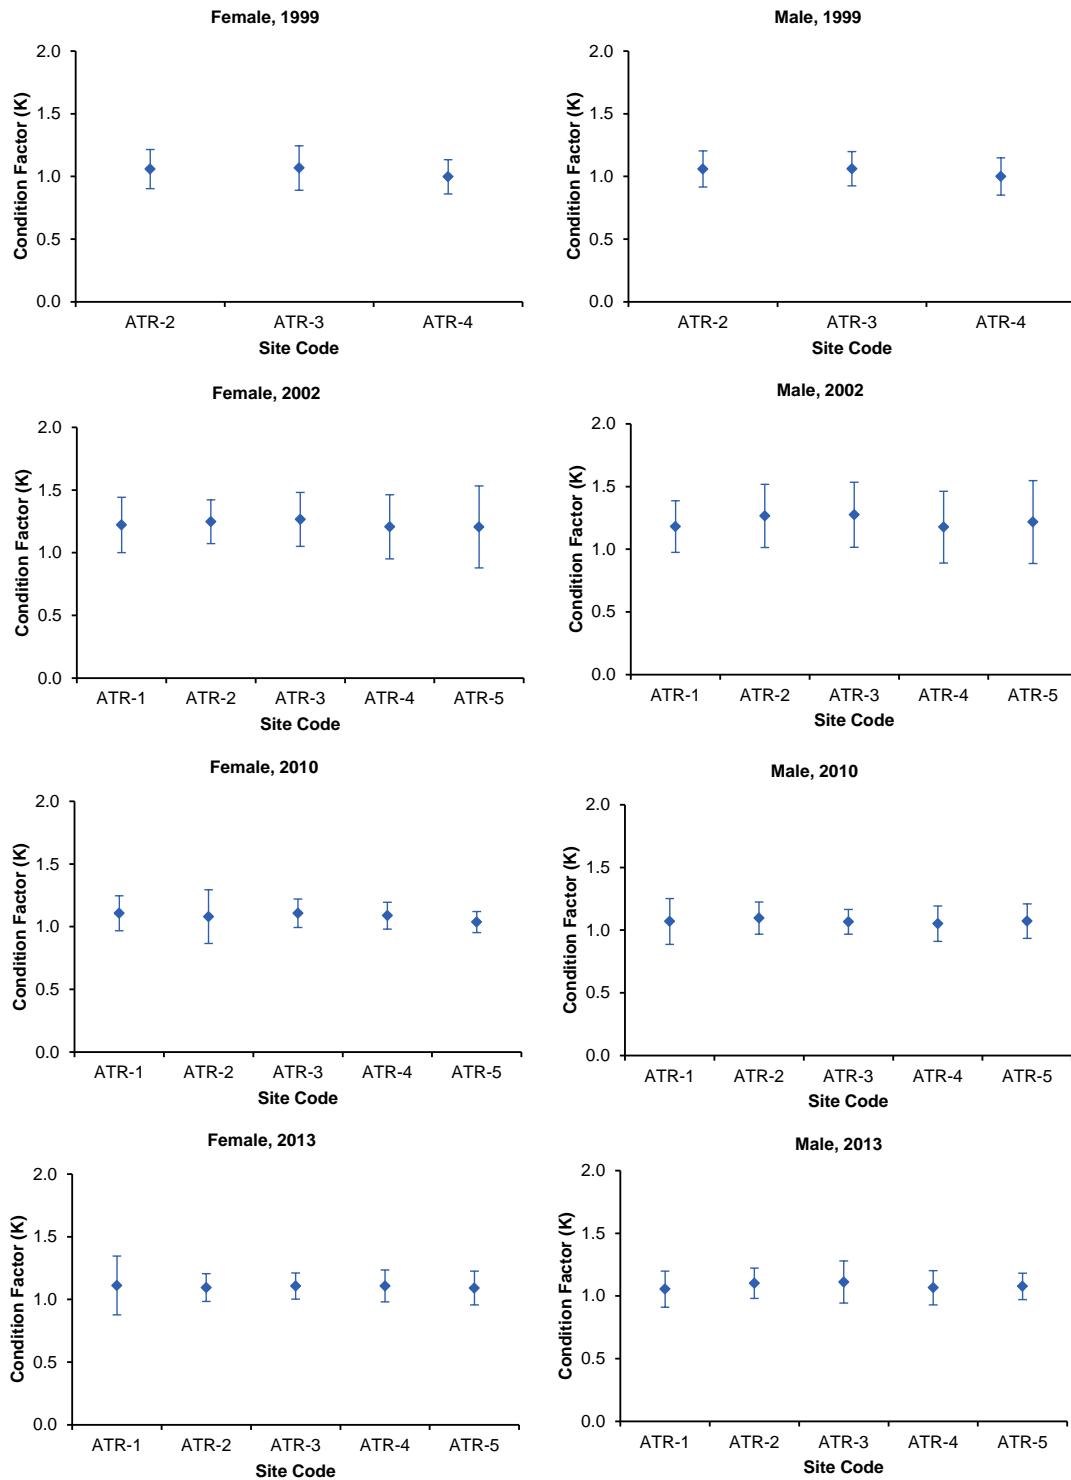 Female, 1999
Condition Factor (K)
2.0
1.5
1.0
0.5
0.0
ATR-2 ATR-3 ATR-4
Site Code
Male, 1999
Condition Factor (K)
2.0
1.5
1.0
0.5
0.0
ATR-2 ATR-3 ATR-4
Site Code
Female, 2002
Condition Factor (K)
2.0
1.5
1.0
0.5
0.0
ATR-1 ATR-2 ATR-3 ATR-4 ATR-5
Site Code
Male, 2002
Condition Factor (K)
2.0
1.5
1.0
0.5
0.0
ATR-1 ATR-2 ATR-3 ATR-4 ATR-5
Site Code
Female, 2010
Condition Factor (K)
2.0
1.5
1.0
0.5
0.0
ATR-1 ATR-2 ATR-3 ATR-4 ATR-5
Site Code
Male, 2010
Condition Factor (K)
2.0
1.5
1.0
0.5
0.0
ATR-1 ATR-2 ATR-3 ATR-4 ATR-5
Site Code
Female, 2013
Condition Factor (K)
2.0
1.5
1.0
0.5
0.0
ATR-1 ATR-2 ATR-3 ATR-4 ATR-5
Site Code
Male, 2013
Condition Factor (K)
2.0
1.5
1.0
0.5
0.0
ATR-1 ATR-2 ATR-3 ATR-4 ATR-5
Site Code